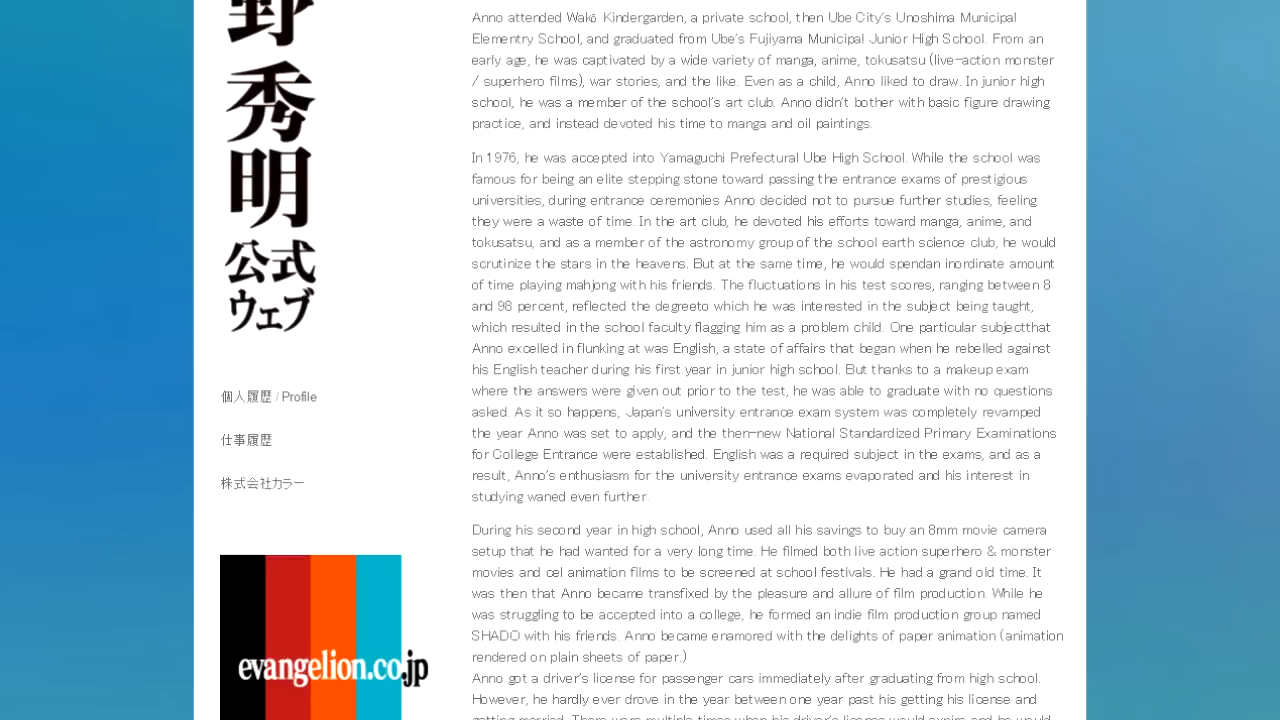 野
秀
明
公式
ウェブ
個人履歴 / Profile
仕事履歴
株式会社カラー
evangelion.co.jp
Anno attended Wakō Kindergarden, a private school, then Ube City's Unoshima Municipal
Elementry School, and graduated from Ube's Fujiyama Municipal Junior High School. From an
early age, he was captivated by a wide variety of manga, anime, tokusatsu (live-action monster
/ superhero stories), war stories, and the like. Even as a child, Anno liked to draw. In junior high
school, he was a member of the school art club. Anno didn't bother with human figure drawing
practice, and instead devoted his time to manga and oil paintings.
In 1976, he was accepted into Yamaguchi Prefectural Ube High School. While the school was
famous for being an elite stepping stone toward passing the entrance exams of prestigious
universities, during entrance ceremonies Anno decided not to pursue further studies, feeling
they were a waste of time. In the art club, he devoted his efforts toward manga, anime, and
tokusatsu, and as a member of the astronomy group of the school earth science club, he would
scrutinize the stars in the heavens. But at the same time, he would spend an inordinate amount
of time playing mahjong with his friends. The fluctuations in his test scores, ranging between 8
and 98 percent, reflected the degree to which he was interested in the subject being taught,
which resulted in the school faculty flagging him as a problem child. One particular subjectthat
Anno excelled in flunking at was English, a state of affairs that began when he rebelled against
his English teacher during his first year in junior high school. But thanks to a makeup exam
where the answers were given out prior to the test, he was able to graduate with no questions
asked. As it so happens, Japan's university entrance exam system was completely revamped
the year Anno was set to apply, and the then-new National Standardized Primary Examinations
for College Entrance were established. English was a required subject in the exams, and as a
result, Anno's enthusiasm for the university entrance exams evaporated and his interest in
studying waned even further.
During his second year in high school, Anno used all his savings to buy an 8mm movie camera
setup that he had wanted for a very long time. He filmed both live action superhero & monster
movies and cel animation films to be screened at school festivals. He had a grand old time. It
was then that Anno became transfixed by the pleasure and allure of film production. While he
was struggling to be accepted into a college, he formed an indie film production group named
SHADO with his friends. Anno became enamored with the delights of paper animation (animation
rendered on plain sheets of paper.)
Anno got a driver's license for passenger cars immediately after graduating from high school.
However, he hardly ever drove in the year between one year past his getting his license and
getting married. There were multiple times when his driver's license would expire and he would